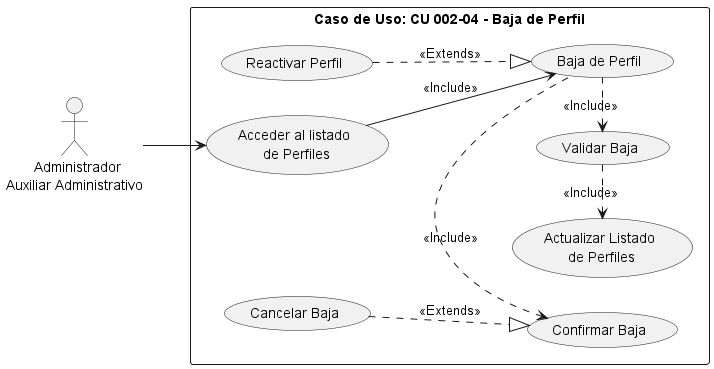 Caso de Uso: CU 002-04 - Baja de Perfil
Reactivar Perfil
«Extends»
Baja de Perfil
«Include»
«Include»
Acceder al listado
de Perfiles
Validar Baja
Administrador
Auxiliar Administrativo
«Include»
«Include»
Actualizar Listado
de Perfiles
Cancelar Baja
«Extends»
Confirmar Baja